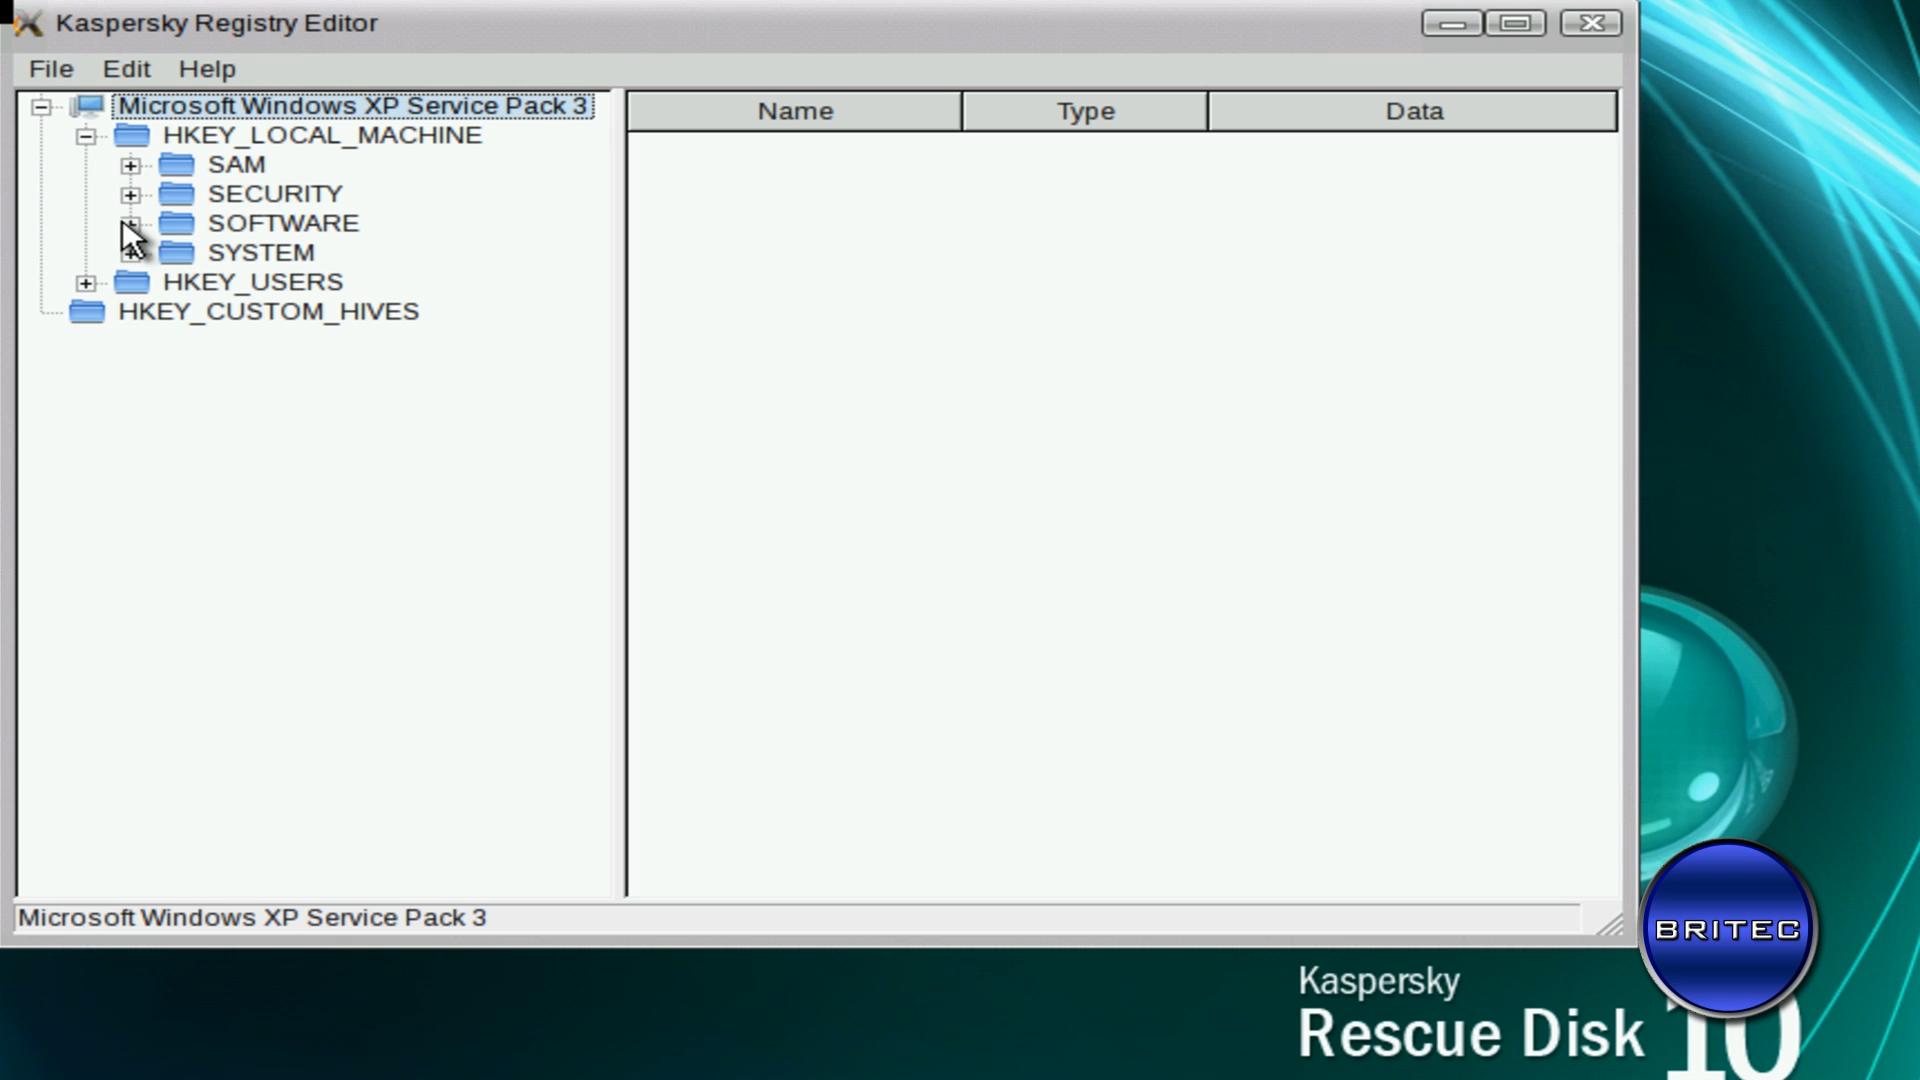 Kaspersky Registry Editor
File Edit Help
Microsoft Windows XP Service Pack 3
HKEY_LOCAL_MACHINE
SAM
SECURITY
SOFTWARE
SYSTEM
HKEY_USERS
HKEY_CUSTOM_HIVES
Name Type Data
Microsoft Windows XP Service Pack 3
BRITEC
Kaspersky
Rescue Disk 10